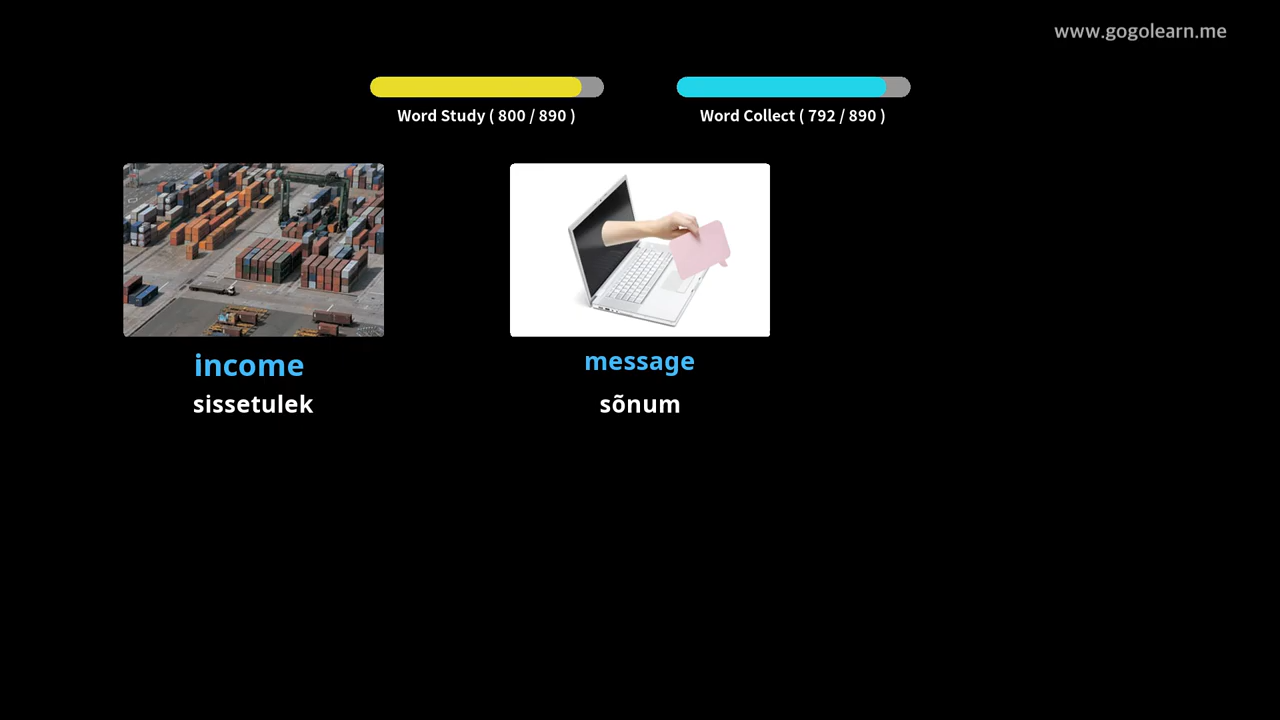 www.gogolearn.me
Word Study ( 800 / 890 )
Word Collect ( 792 / 890 )
income
sissetulek
message
sõnum